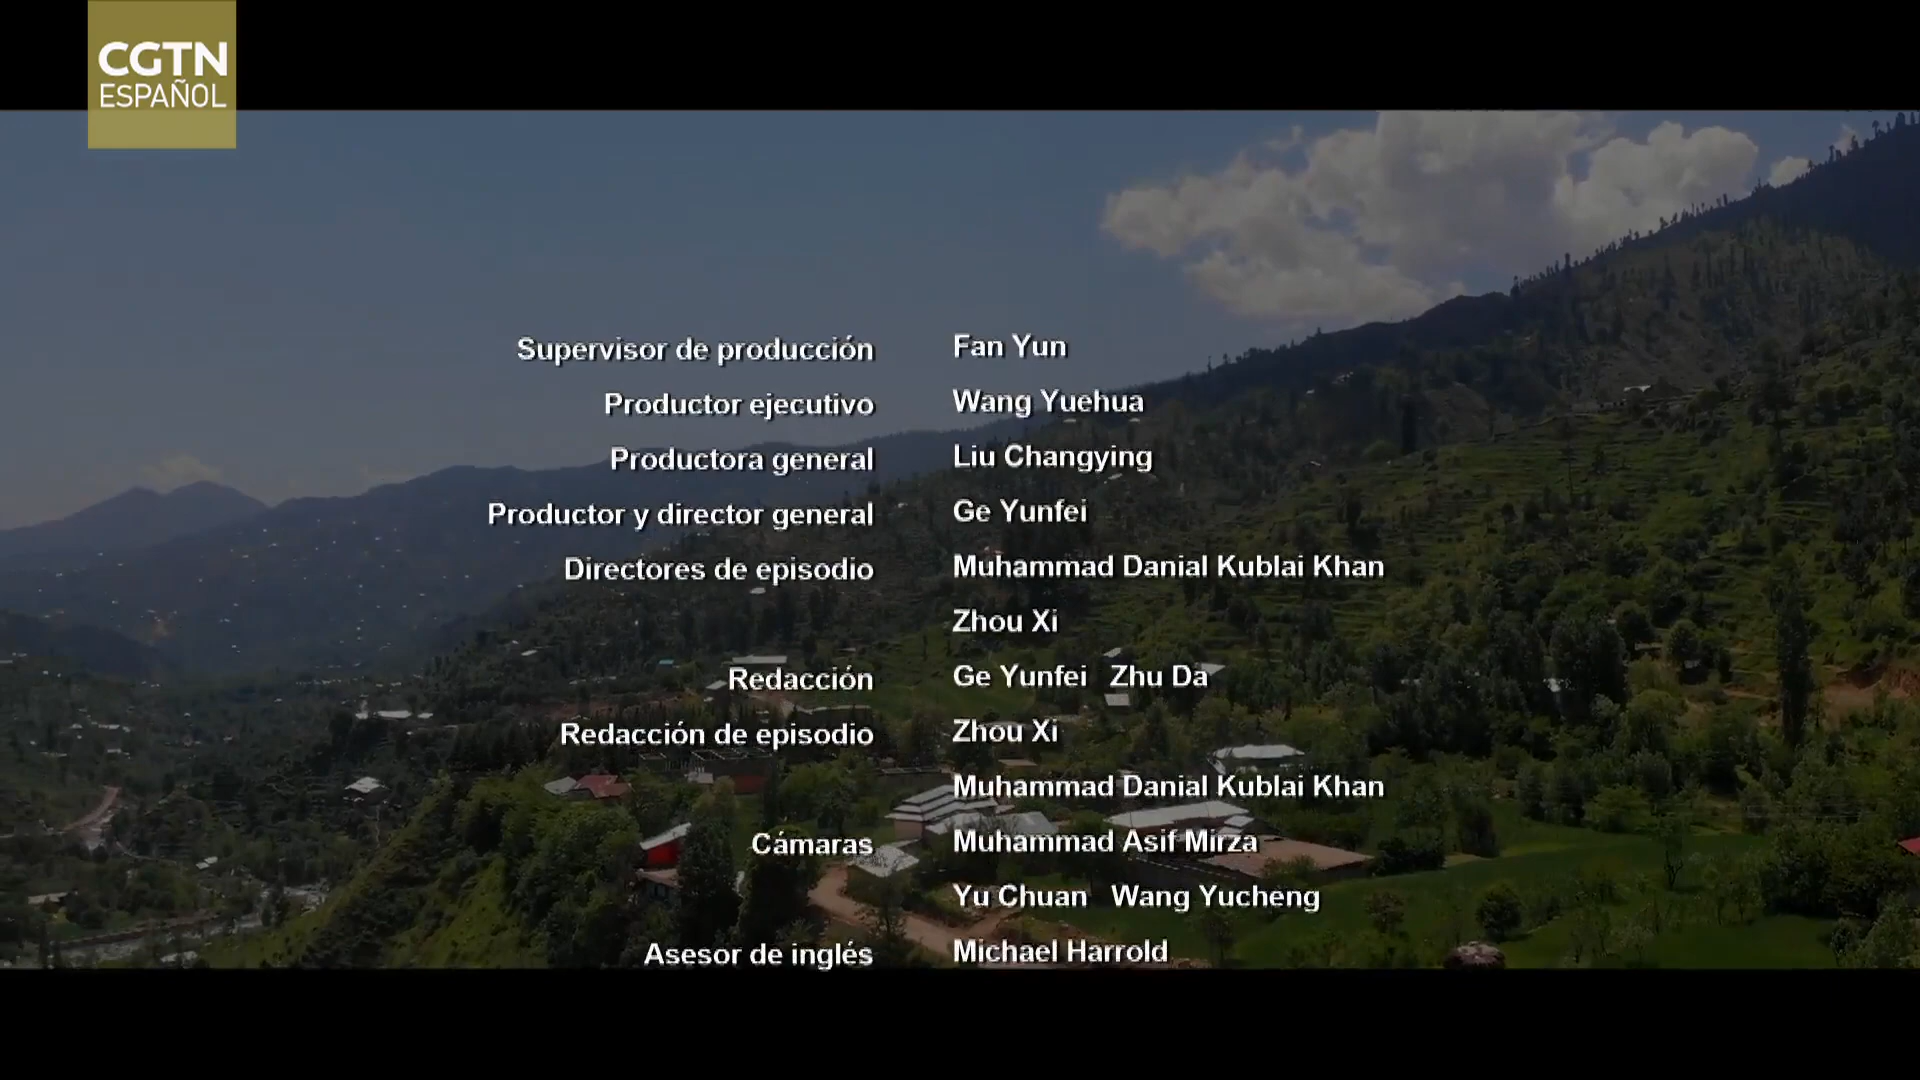 CGTN
ESPAÑOL
Supervisor de producción Fan Yun
Productor ejecutivo Wang Yuehua
Productora general Liu Changying
Productor y director general Ge Yunfei
Directores de episodio Muhammad Danial Kublai Khan
Zhou Xi
Redacción Ge Yunfei Zhu Da
Redacción de episodio Zhou Xi
Muhammad Danial Kublai Khan
Cámaras Muhammad Asif Mirza
Yu Chuan Wang Yucheng
Asesor de inglés Michael Harrold